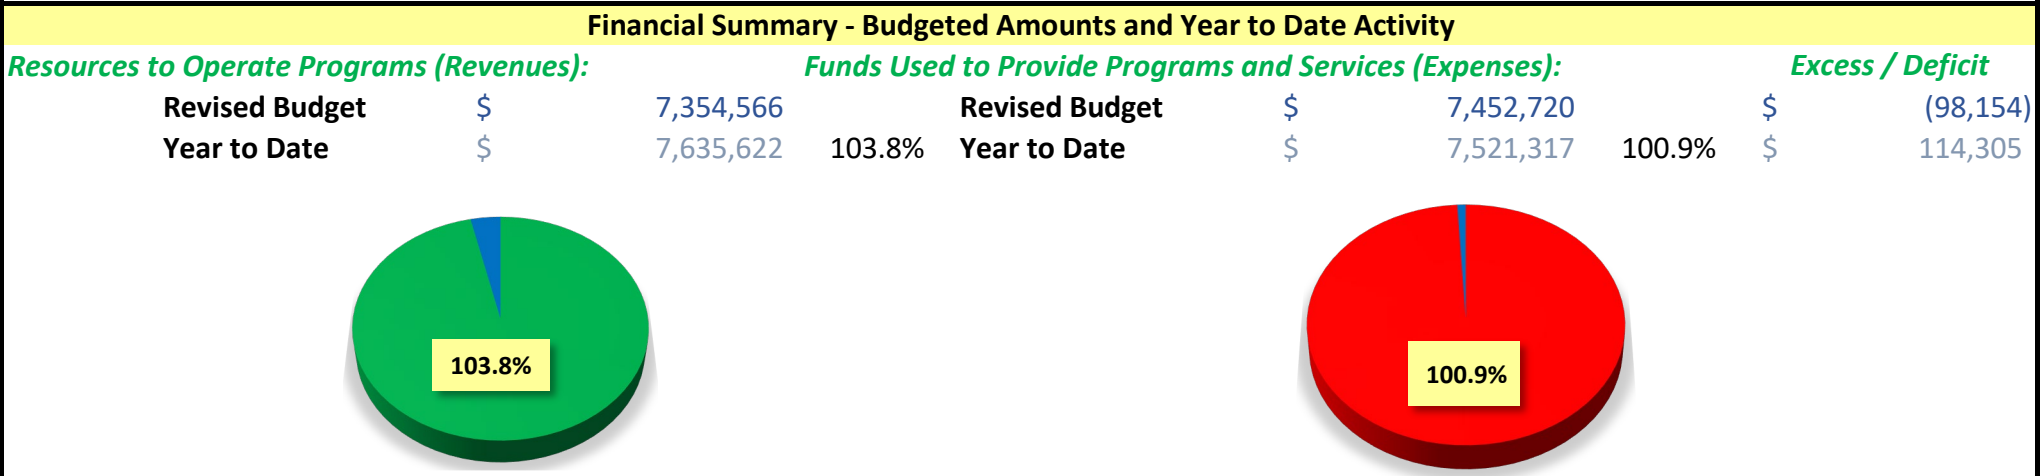 Financial Summary - Budgeted Amounts and Year to Date Activity
Resources to Operate Programs (Revenues): Funds Used to Provide Programs and Services (Expenses): Excess / Deficit
Revised Budget $ 7,354,566 Revised Budget $ 7,452,720 $ (98,154)
Year to Date $ 7,635,622 103.8% Year to Date $ 7,521,317 100.9% $ 114,305
103.8%
100.9%